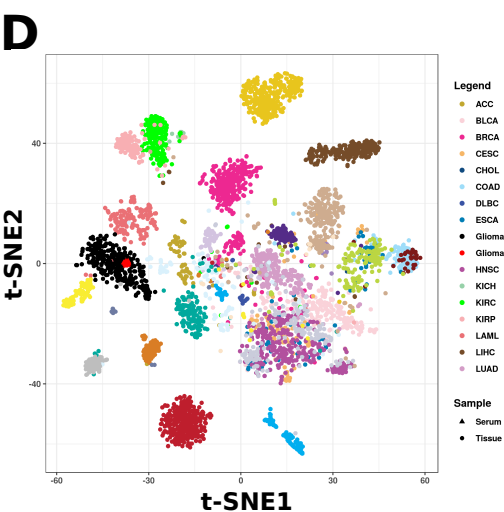 D
Legend
ACC
BLCA
BRCA
CESC
CHOL
COAD
DLBC
ESCA
Glioma
Glioma
HNSC
KICH
KIRC
KIRP
LAML
LIHC
LUAD
Sample
Serum
Tissue
t-SNE2
40
0
-40
-60
-30
0
30
60
t-SNE1